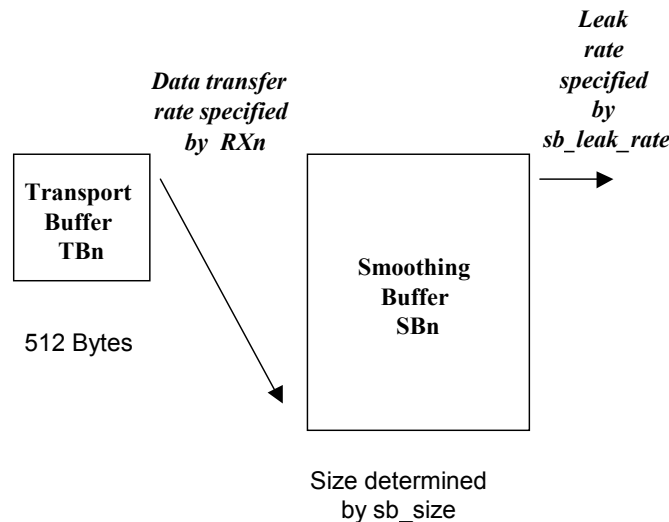 Data transfer
rate specified
by RXn
Leak
rate
specified
by
sb_leak_rate
Transport
Buffer
TBn
512 Bytes
Smoothing
Buffer
SBn
Size determined
by sb_size